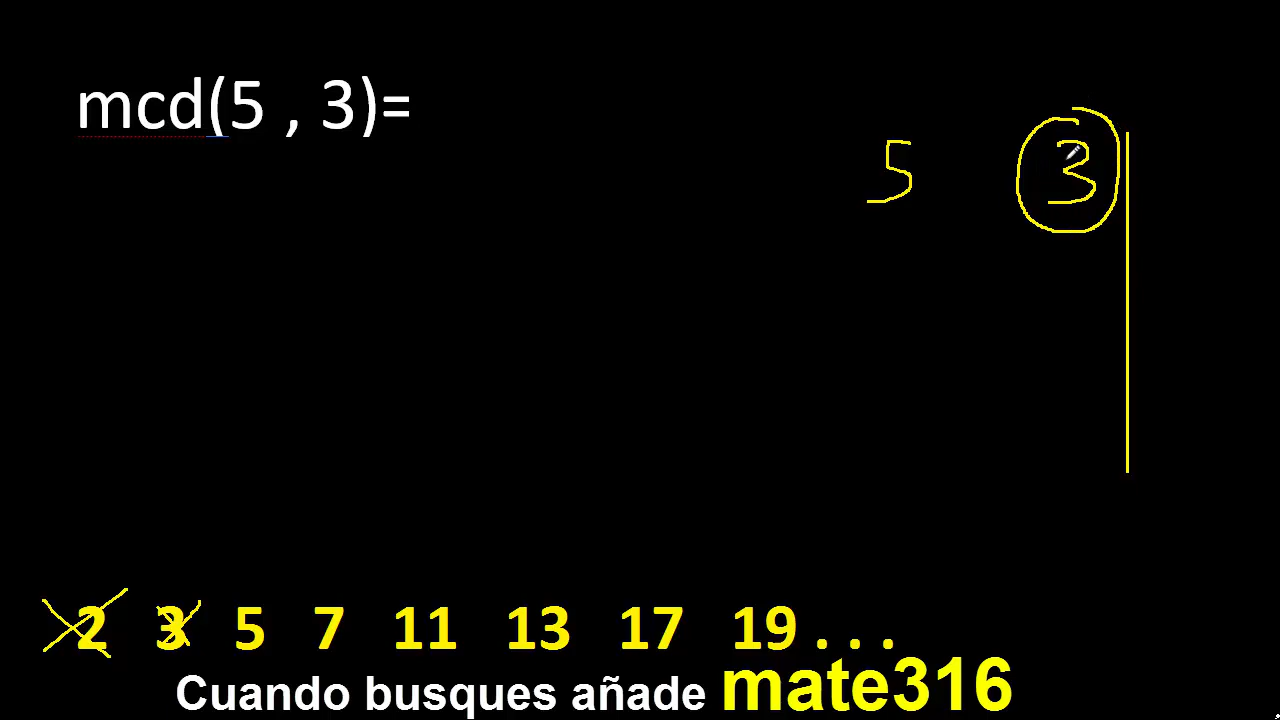 mcd(5 , 3)=
5 3
2 3 5 7 11 13 17 19 . . .
Cuando busques añade mate316